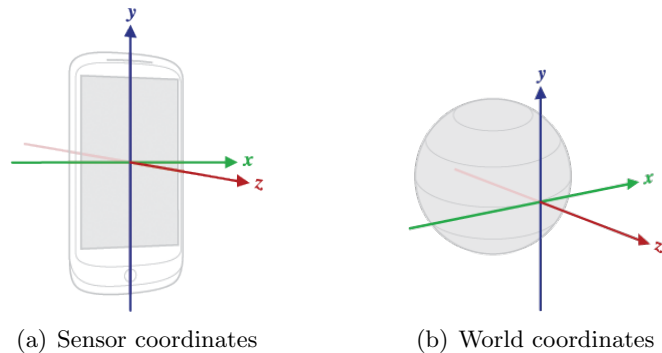 y
x
z
(a) Sensor coordinates
y
x
z
(b) World coordinates